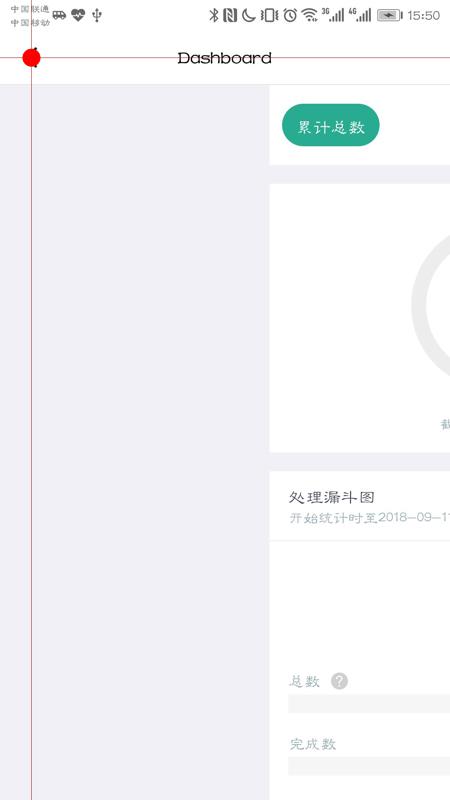 中国联通
中国移动
3G
4G
15:50
Dashboard
累计总数
处理漏斗图
开始统计时至2018-09-1
总数
?
完成数